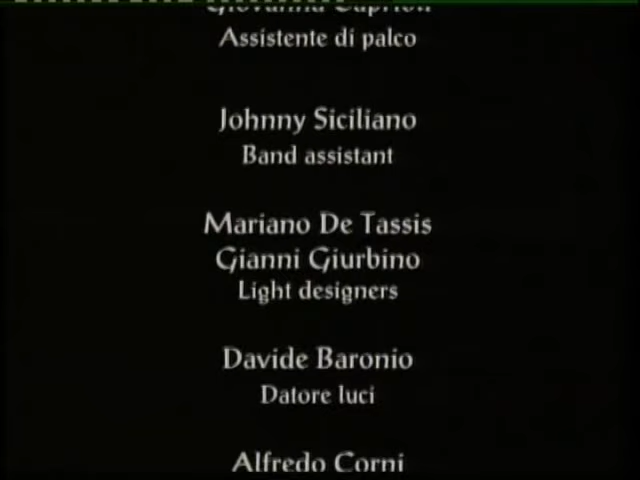 Assistente di palco
Johnny Siciliano
Band assistant
Mariano De Tassis
Gianni Giurbino
Light designers
Davide Baronio
Datore luci
Alfredo Corni